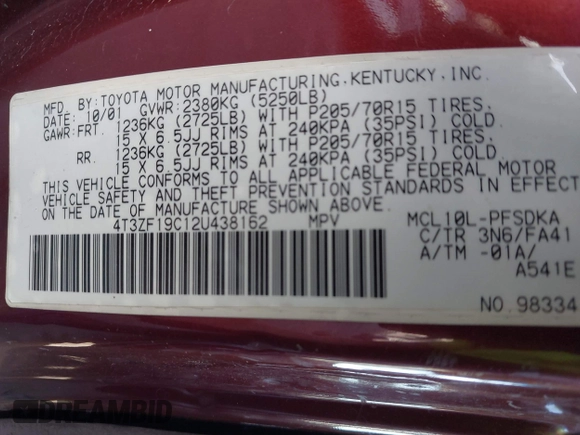 MFD. BY:TOYOTA MOTOR MANUFACTURING,KENTUCKY,INC.
DATE: 10/01 GVWR:2380KG (5250LB)
GAWR:FRT. 1236KG (2725LB) WITH P205/70R15 TIRES.
15 X 6.5JJ RIMS AT 240KPA (35PSI) COLD.
RR. 1236KG (2725LB) WITH P205/70R15 TIRES.
15 X 6.5JJ RIMS AT 240KPA (35PSI) COLD.
THIS VEHICLE CONFORMS TO ALL APPLICABLE FEDERAL MOTOR
VEHICLE SAFETY AND THEFT PREVENTION STANDARDS IN EFFECT
ON THE DATE OF MANUFACTURE SHOWN ABOVE.
4T3ZF19C12U438162 MPV
MCL10L-PFSDKA
C/TR 3N6/FA41
A/TM -01A/
A541E
NO.98334
DREAMBID